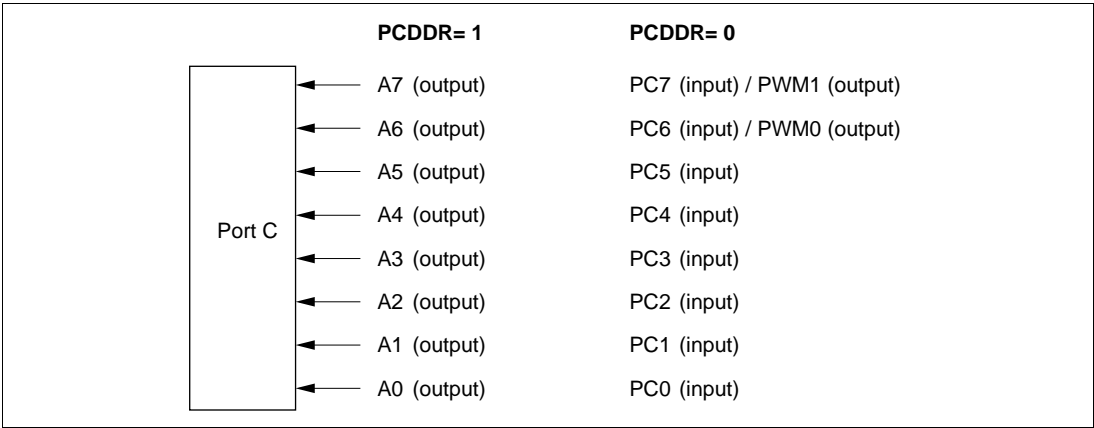 PCDDR= 1 PCDDR= 0
A7 (output) PC7 (input) / PWM1 (output)
A6 (output) PC6 (input) / PWM0 (output)
A5 (output) PC5 (input)
Port C A4 (output) PC4 (input)
A3 (output) PC3 (input)
A2 (output) PC2 (input)
A1 (output) PC1 (input)
A0 (output) PC0 (input)